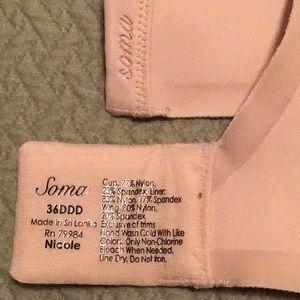 soma
Soma
36DDD
Made in Sri Lanka
Rn 79984
Nicole
Cup: 77% Nylon,
23% Spandex, Liner:
83% Nylon, 17% Spandex
Wing: 80% Nylon,
20% Spandex
Exclusive of trims
Hand Wash Cold With Like
Colors, Only Non-Chlorine
Bleach When Needed,
Line Dry, Do Not Iron.